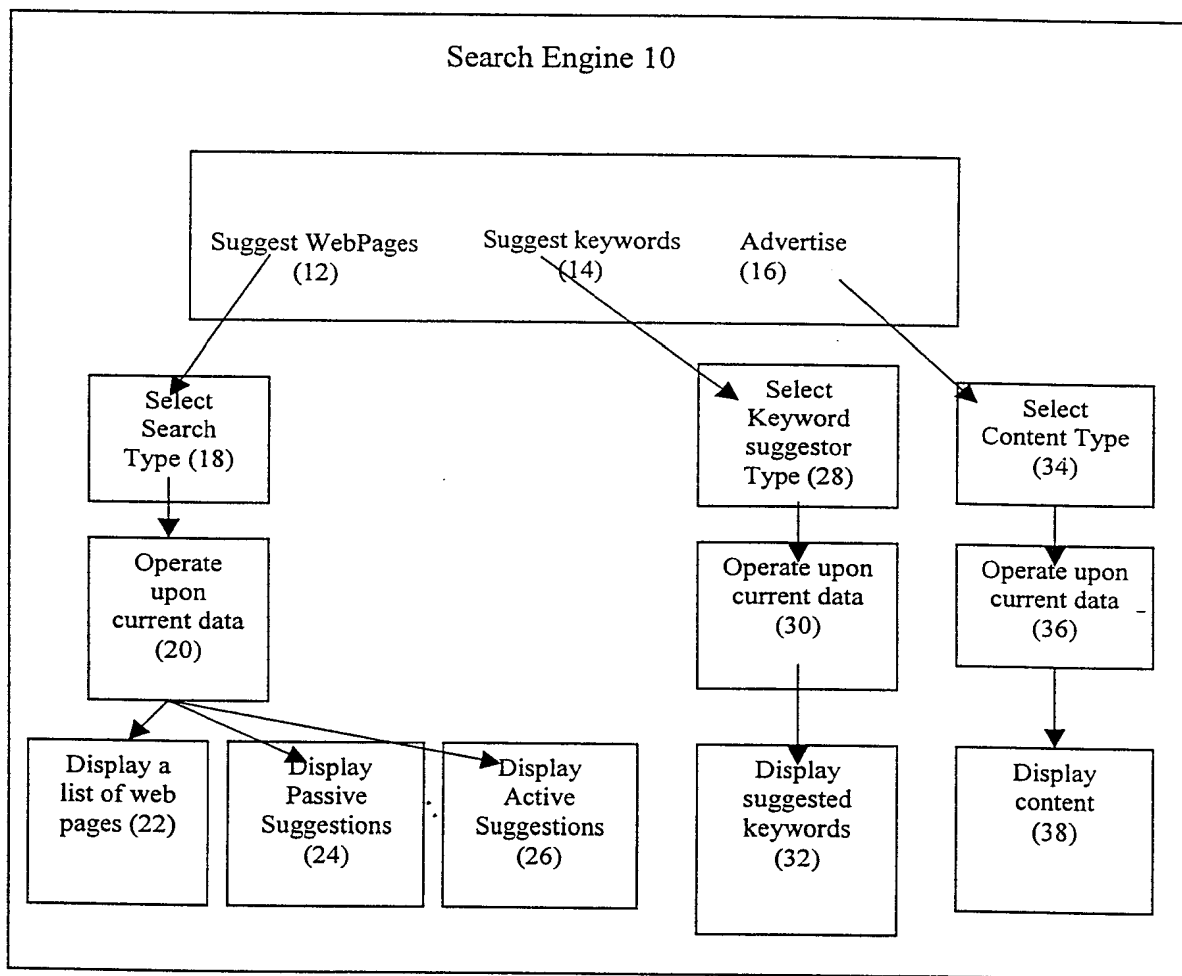 Search Engine 10
Suggest WebPages
(12)
Suggest keywords
(14)
Advertise
(16)
Select
Search
Type (18)
Select
Keyword
suggestor
Type (28)
Select
Content Type
(34)
Operate
upon
current data
(20)
Operate upon
current data
(30)
Operate upon
current data
(36)
Display a
list of web
pages (22)
Display
Passive
Suggestions
(24)
Display
Active
Suggestions
(26)
Display
suggested
keywords
(32)
Display
content
(38)